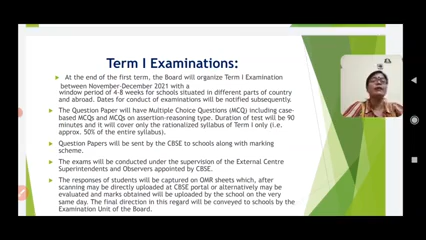 Term I Examinations:
At the end of the first term, the Board will organize Term I Examination
between November-December 2021 with a
window period of 4-8 weeks for schools situated in different parts of country
and abroad. Dates for conduct of examinations will be notified subsequently.
The Question Paper will have Multiple Choice Questions (MCQ) including case-
based MCQs and MCQs on assertion-reasoning type. Duration of test will be 90
minutes and it will cover only the rationalized syllabus of Term I only (i.e.
approx. 50% of the entire syllabus).
Question Papers will be sent by the CBSE to schools along with marking
scheme.
The exams will be conducted under the supervision of the External Centre
Superintendents and Observers appointed by CBSE.
The responses of students will be captured on OMR sheets which, after
scanning may be directly uploaded at CBSE portal or alternatively may be
evaluated and marks obtained will be uploaded by the school on the very
same day. The final direction in this regard will be conveyed to schools by the
Examination Unit of the Board.